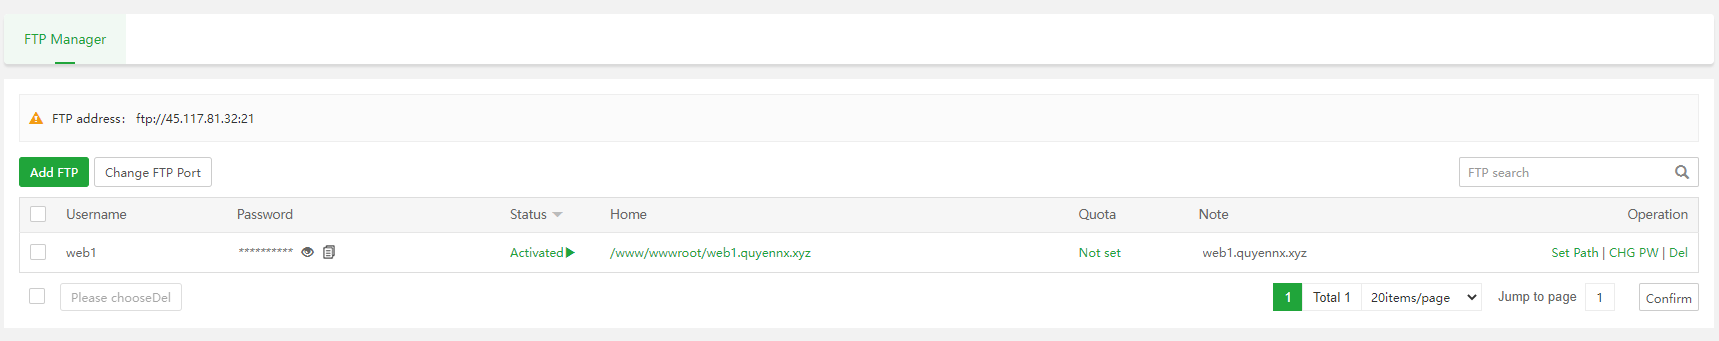 FTP Manager
FTP address: ftp://45.117.81.32:21
Add FTP Change FTP Port FTP search
Username Password Status Home Quota Note Operation
web1 ********** Activated /www/wwwroot/web1.quyennx.xyz Not set web1.quyennx.xyz Set Path | CHG PW | Del
Please chooseDel 1 Total 1 20items/page Jump to page 1 Confirm